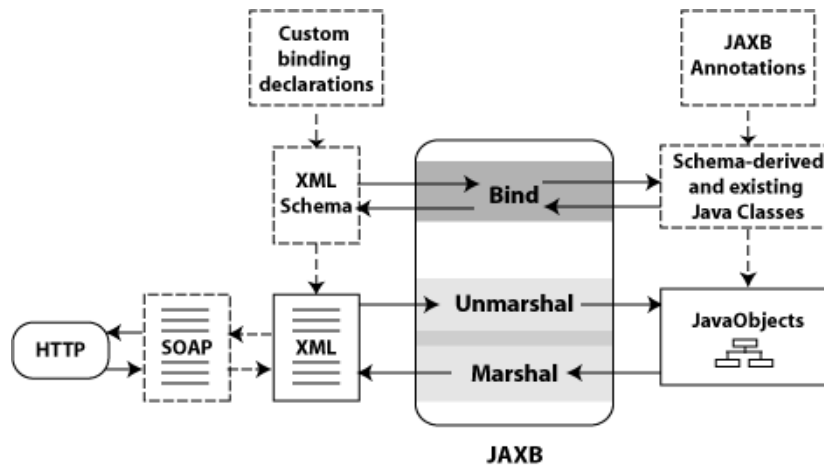 Custom
binding
declarations
JAXB
Annotations
XML
Schema
Bind
Schema-derived
and existing
Java Classes
HTTP
SOAP
XML
Unmarshal
Marshal
JavaObjects
JAXB